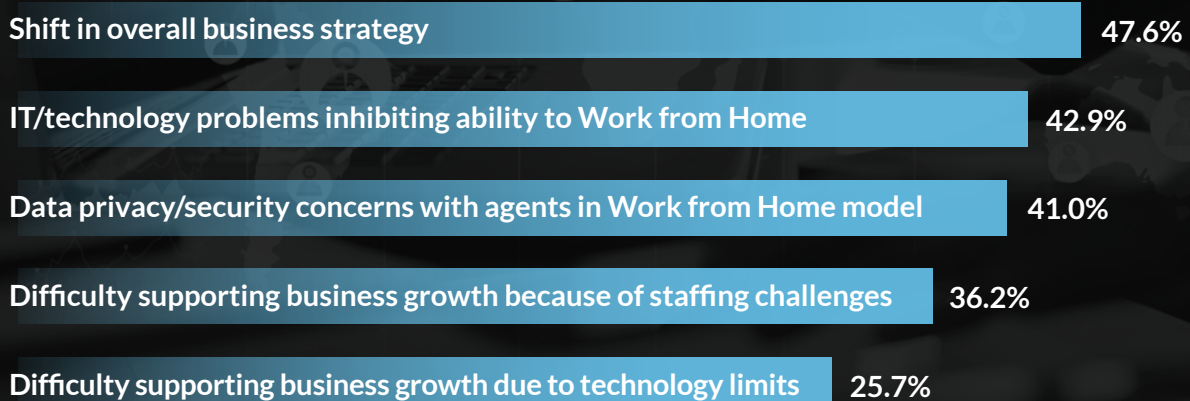 Shift in overall business strategy 47.6%
IT/technology problems inhibiting ability to Work from Home 42.9%
Data privacy/security concerns with agents in Work from Home model 41.0%
Difficulty supporting business growth because of staffing challenges 36.2%
Difficulty supporting business growth due to technology limits 25.7%